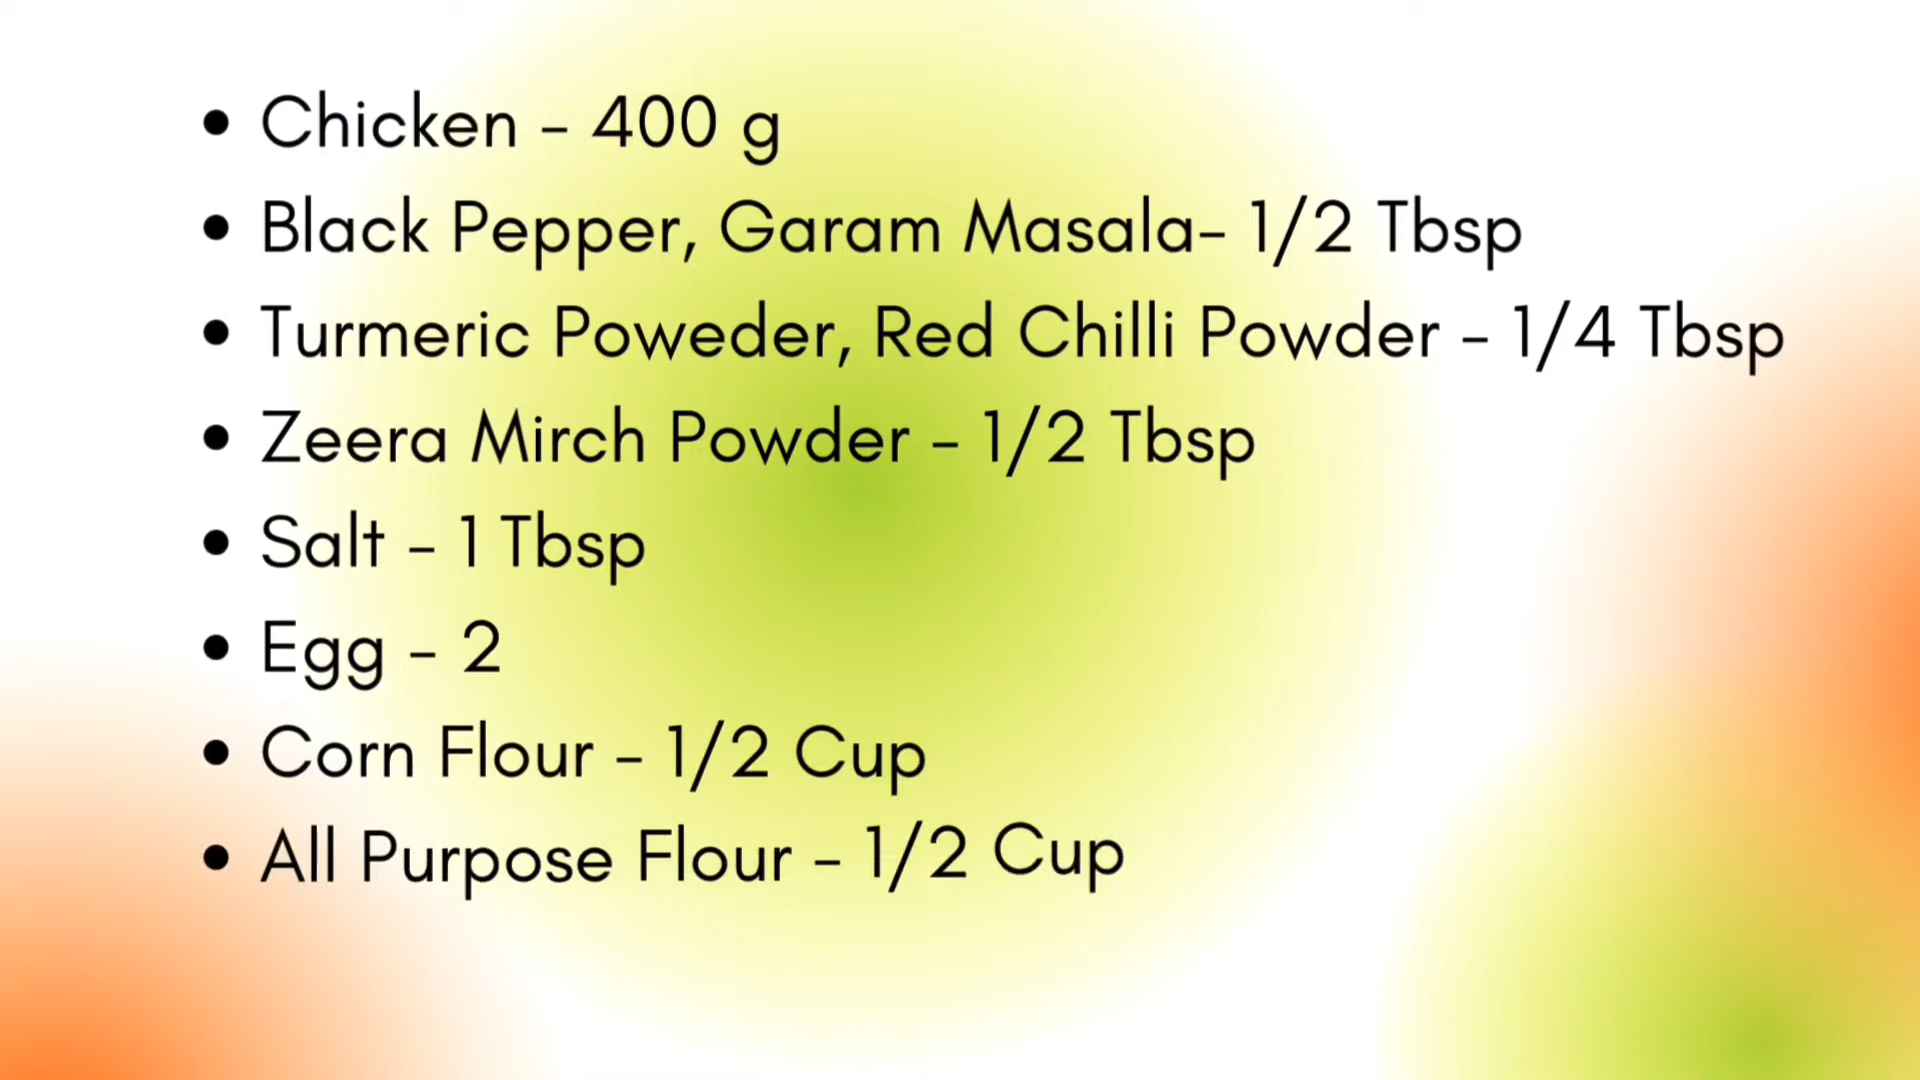 • Chicken - 400 g
• Black Pepper, Garam Masala- 1/2 Tbsp
• Turmeric Poweder, Red Chilli Powder - 1/4 Tbsp
• Zeera Mirch Powder - 1/2 Tbsp
• Salt - 1 Tbsp
• Egg - 2
• Corn Flour - 1/2 Cup
• All Purpose Flour - 1/2 Cup